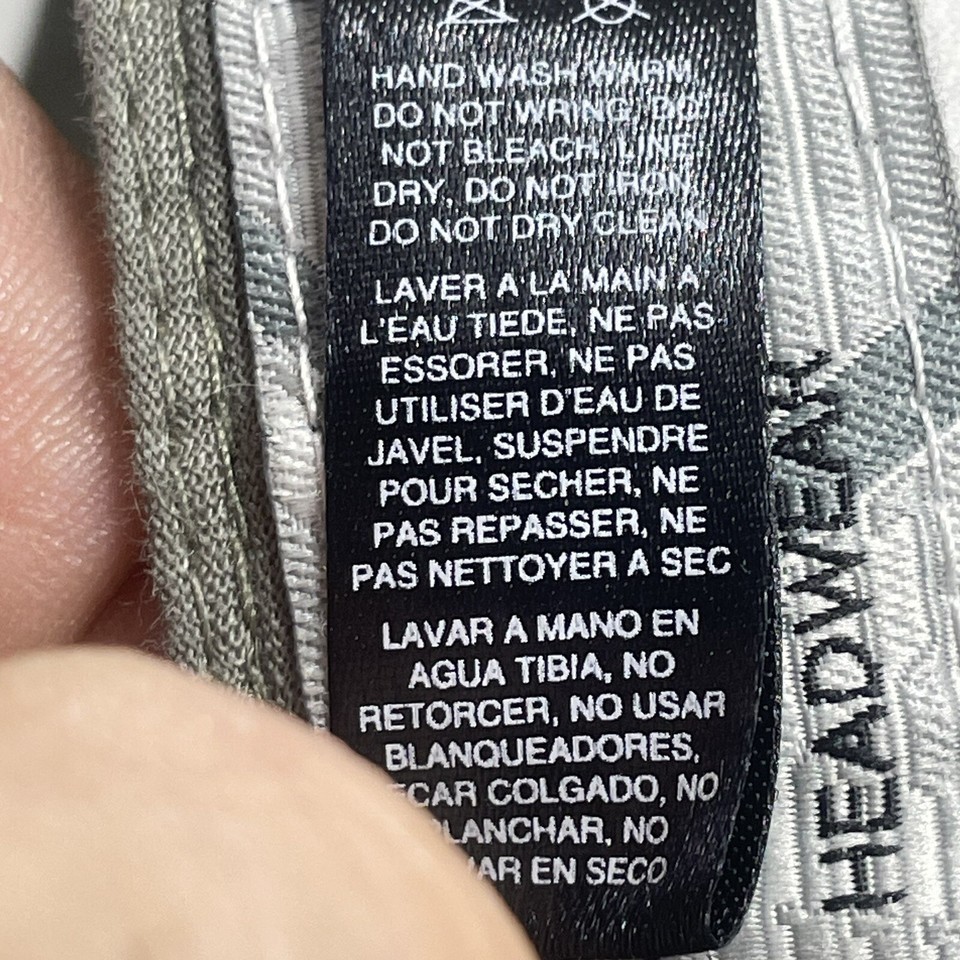 HAND WASH WARM,
DO NOT WRING, DO
NOT BLEACH, LINE
DRY, DO NOT IRON,
DO NOT DRY CLEAN
LAVER A LA MAIN A
L'EAU TIEDE, NE PAS
ESSORER, NE PAS
UTILISER D'EAU DE
JAVEL, SUSPENDRE
POUR SECHER, NE
PAS REPASSER, NE
PAS NETTOYER A SEC
LAVAR A MANO EN
AGUA TIBIA, NO
RETORCER, NO USAR
BLANQUEADORES,
COLGADO, NO
NO
EN SECO
HEADWEAR